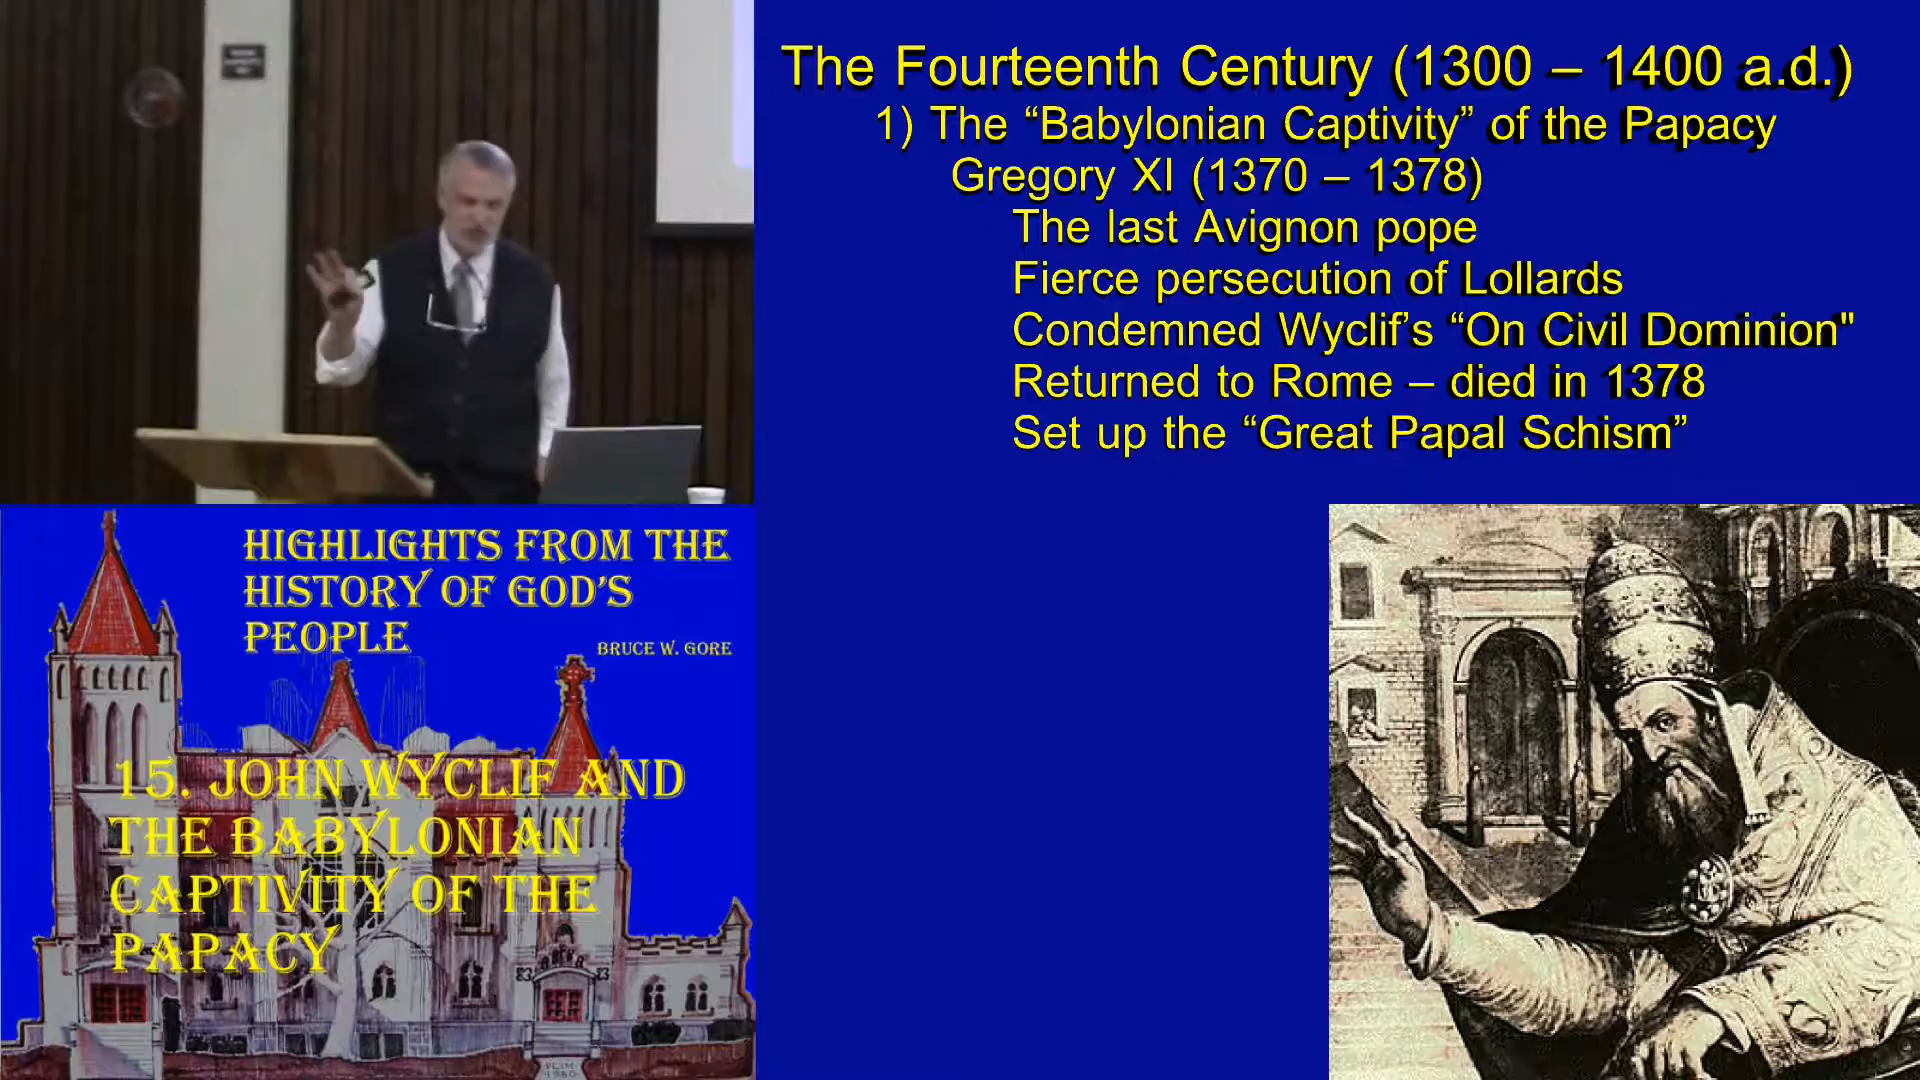 The Fourteenth Century (1300 – 1400 a.d.)
1) The “Babylonian Captivity” of the Papacy
Gregory XI (1370 – 1378)
The last Avignon pope
Fierce persecution of Lollards
Condemned Wyclif’s “On Civil Dominion"
Returned to Rome – died in 1378
Set up the “Great Papal Schism”
HIGHLIGHTS FROM THE
HISTORY OF GOD’S
PEOPLE
BRUCE W. GORE
15. JOHN WYCLIF AND
THE BABYLONIAN
CAPTIVITY OF THE
PAPACY